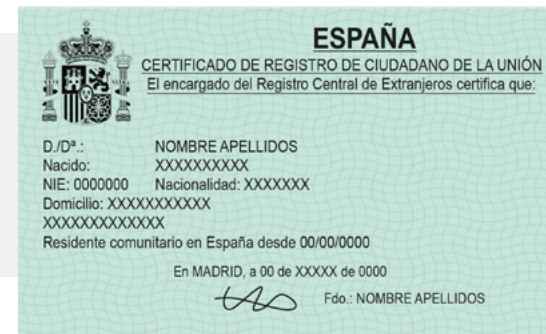 ESPAÑA
CERTIFICADO DE REGISTRO DE CIUDADANO DE LA UNIÓN
El encargado del Registro Central de Extranjeros certifica que:
D./Dª.: NOMBRE APELLIDOS
Nacido: XXXXXXXXXX
NIE: 0000000 Nacionalidad: XXXXXXX
Domicilio: XXXXXXXXXXX
XXXXXXXXXXXXX
Residente comunitario en España desde 00/00/0000
En MADRID, a 00 de XXXXX de 0000
Fdo.: NOMBRE APELLIDOS